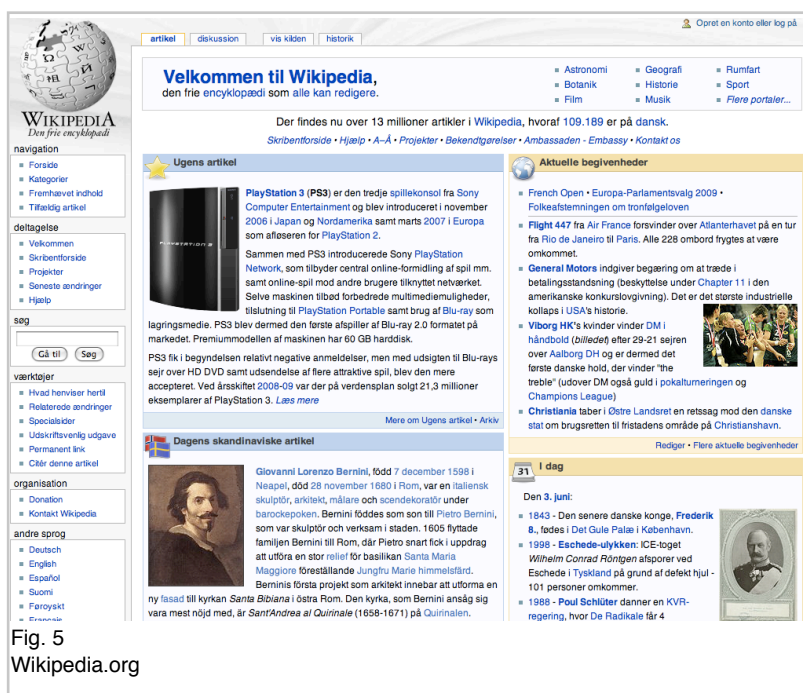 Opret en konto eller log på
artikel diskussion vis kilden historik
WIKIPEDIA
Den frie encyklopædi
navigation
Forside
Kategorier
Fremhævet indhold
Tilfældig artikel
deltagelse
Velkommen
Skribentforside
Projekter
Seneste ændringer
Hjælp
søg
Gå til Søg
værktøjer
Hvad henviser hertil
Relaterede ændringer
Specialsider
Udskriftsvenlig udgave
Permanent link
Citér denne artikel
organisation
Donation
Kontakt Wikipedia
andre sprog
Deutsch
English
Español
Suomi
Føroyskt
Français
Velkommen til Wikipedia,
den frie encyklopædi som alle kan redigere.
Astronomi Geografi Rumfart
Botanik Historie Sport
Film Musik Flere portaler...
Der findes nu over 13 millioner artikler i Wikipedia, hvoraf 109.189 er på dansk.
Skribentforside • Hjælp • A–Å • Projekter • Bekendtgørelser • Ambassaden - Embassy • Kontakt os
Ugens artikel
PLAYSTATION 3
PlayStation 3 (PS3) er den tredje spillekonsol fra Sony
Computer Entertainment og blev introduceret i november
2006 i Japan og Nordamerika samt marts 2007 i Europa
som afløseren for PlayStation 2.
Sammen med PS3 introducerede Sony PlayStation
Network, som tilbyder central online-formidling af spil mm.
samt online-spil mod andre brugere tilknyttet netværket.
Selve maskinen tilbød forbedrede multimediemuligheder,
tilslutning til PlayStation Portable samt brug af Blu-ray som
lagringsmedie. PS3 blev dermed den første afspiller af Blu-ray 2.0 formatet på
markedet. Premiummodellen af maskinen har 60 GB harddisk.
PS3 fik i begyndelsen relativt negative anmeldelser, men med udsigten til Blu-rays
sejr over HD DVD samt udsendelse af flere attraktive spil, blev den mere
accepteret. Ved årsskiftet 2008-09 var der på verdensplan solgt 21,3 millioner
eksemplarer af PlayStation 3. Læs mere
Mere om Ugens artikel • Arkiv
Dagens skandinaviske artikel
Giovanni Lorenzo Bernini, född 7 december 1598 i
Neapel, död 28 november 1680 i Rom, var en italiensk
skulptör, arkitekt, målare och scendekoratör under
barockepoken. Bernini föddes som son till Pietro Bernini,
som var skulptör och verksam i staden. 1605 flyttade
familjen Bernini till Rom, där Pietro snart fick i uppdrag
att utföra en stor relief för basilikan Santa Maria
Maggiore föreställande Jungfru Marie himmelsfärd.
Berninis första projekt som arkitekt innebar att utforma en
ny fasad till kyrkan Santa Bibiana i östra Rom. Den kyrka, som Bernini ansåg sig
vara mest nöjd med, är Sant'Andrea al Quirinale (1658-1671) på Quirinalen.
Aktuelle begivenheder
French Open • Europa-Parlamentsvalg 2009 •
Folkeafstemningen om tronfølgeloven
Flight 447 fra Air France forsvinder over Atlanterhavet på en tur
fra Rio de Janeiro til Paris. Alle 228 ombord frygtes at være
omkommet.
General Motors indgiver begæring om at træde i
betalingsstandsning (beskyttelse under Chapter 11 i den
amerikanske konkurslovgivning). Det er det største industrielle
kollaps i USA's historie.
Viborg HK's kvinder vinder DM i
håndbold (billedet) efter 29-21 sejren
over Aalborg DH og er dermed det
første danske hold, der vinder "the
treble" (udover DM også guld i pokalturneringen og
Champions League)
Christiania taber i Østre Landsret en retssag mod den danske
stat om brugsretten til fristadens område på Christianshavn.
Rediger • Flere aktuelle begivenheder
31 I dag
Den 3. juni:
1843 - Den senere danske konge, Frederik
8., fødes i Det Gule Palæ i København.
1998 - Eschede-ulykken: ICE-toget
Wilhelm Conrad Röntgen afsporer ved
Eschede i Tyskland på grund af defekt hjul -
101 personer omkommer.
1988 - Poul Schlüter danner en KVR-
regering, hvor De Radikale får 4
Fig. 5
Wikipedia.org